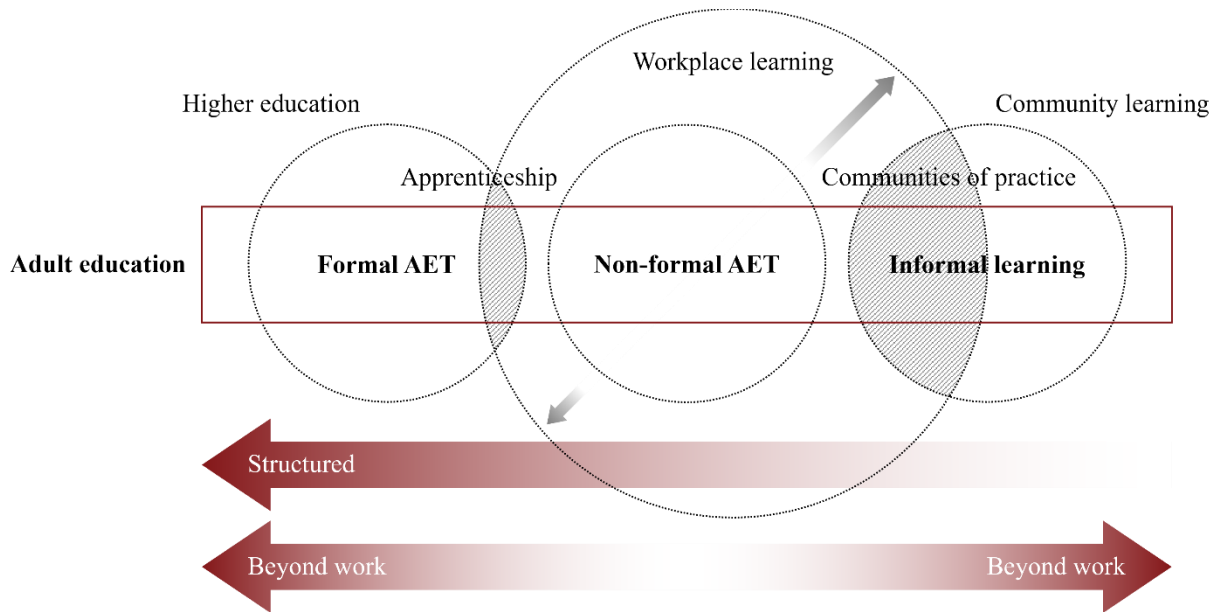 Workplace learning
Higher education
Community learning
Apprenticeship
Communities of practice
Adult education
Formal AET
Non-formal AET
Informal learning
Structured
Beyond work
Beyond work